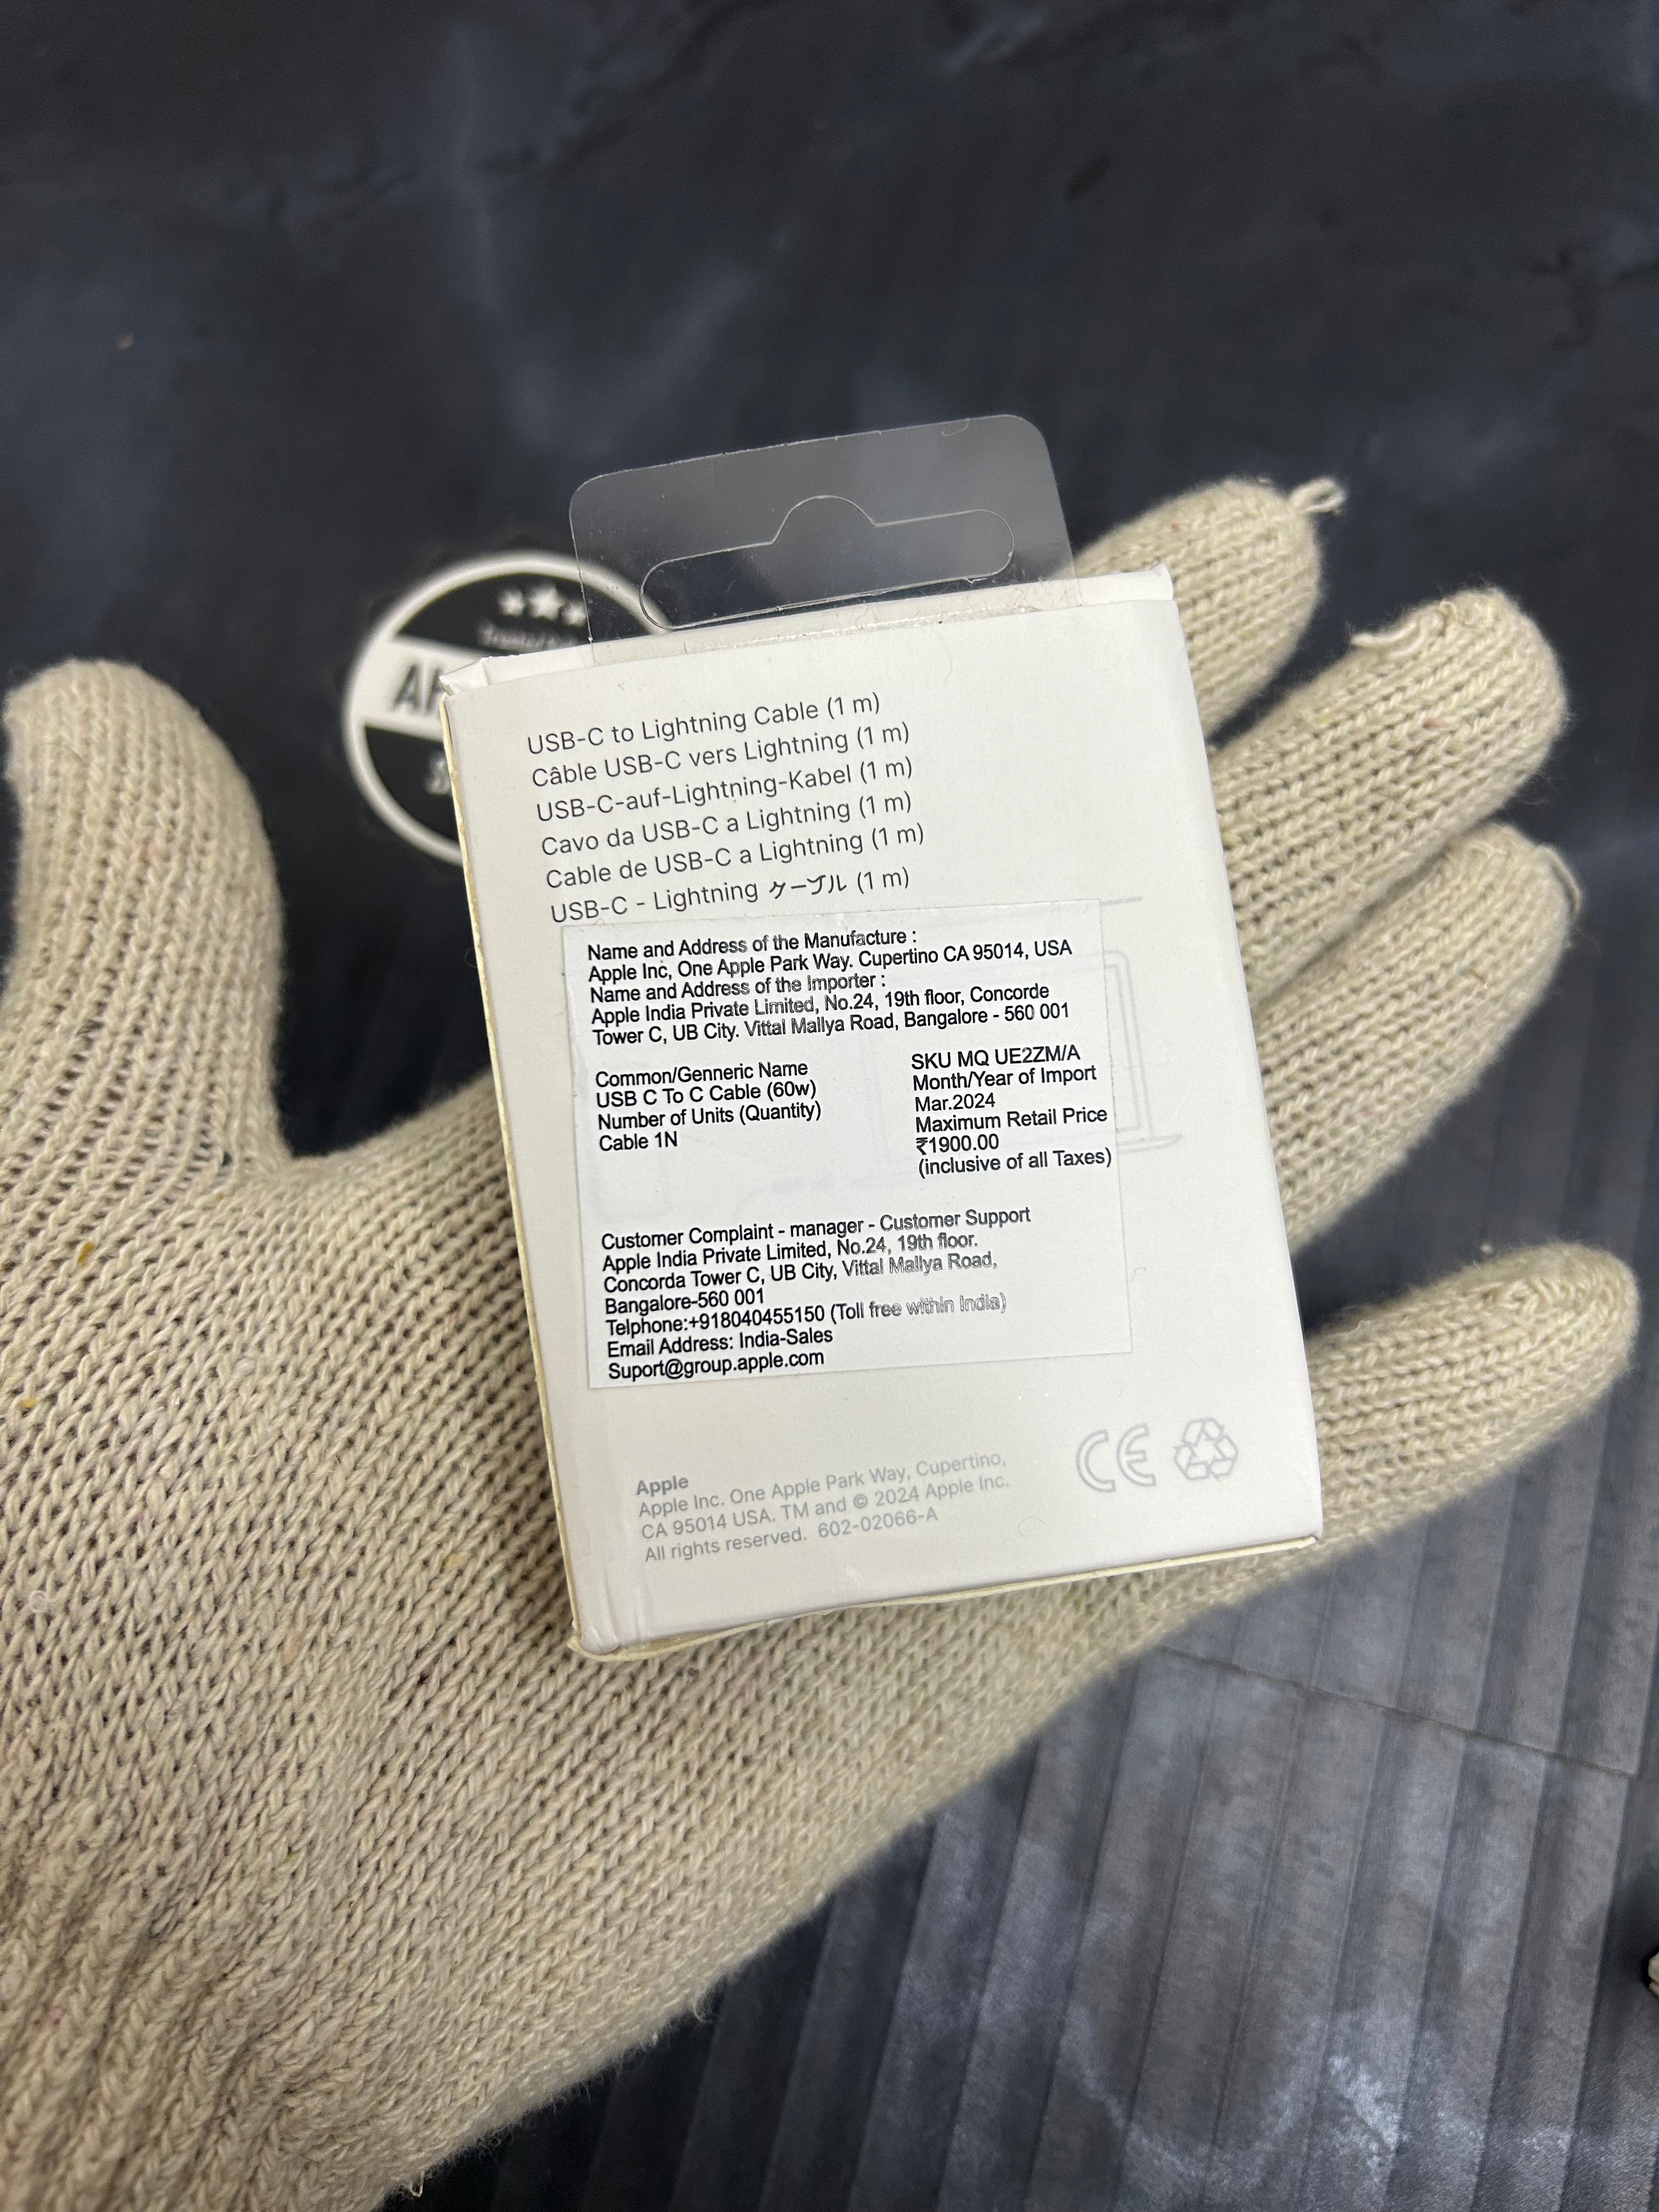 USB-C to Lightning Cable (1 m)
Câble USB-C vers Lightning (1 m)
USB-C-auf-Lightning-Kabel (1 m)
Cavo da USB-C a Lightning (1 m)
Cable de USB-C a Lightning (1 m)
USB-C - Lightning ケーブル (1 m)
Name and Address of the Manufacture :
Apple Inc, One Apple Park Way. Cupertino CA 95014, USA
Name and Address of the Importer :
Apple India Private Limited, No.24, 19th floor, Concorde
Tower C, UB City. Vittal Mallya Road, Bangalore - 560 001
Common/Genneric Name
USB C To C Cable (60w)
Number of Units (Quantity)
Cable 1N
SKU MQ UE2ZM/A
Month/Year of Import
Mar.2024
Maximum Retail Price
₹1900.00
(inclusive of all Taxes)
Customer Complaint - manager - Customer Support
Apple India Private Limited, No.24, 19th floor.
Concorda Tower C, UB City, Vittal Mallya Road,
Bangalore-560 001
Telphone:+918040455150 (Toll free within India)
Email Address: India-Sales
Suport@group.apple.com
Apple
Apple Inc. One Apple Park Way, Cupertino,
CA 95014 USA. TM and © 2024 Apple Inc.
All rights reserved. 602-02066-A
CE